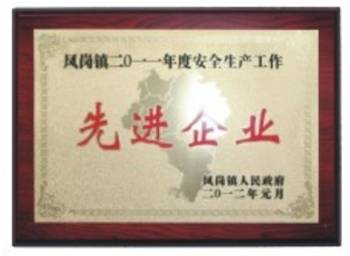 凤岗镇二〇一一年度安全生产工作
先进企业
凤岗镇人民政府
二〇一二年元月